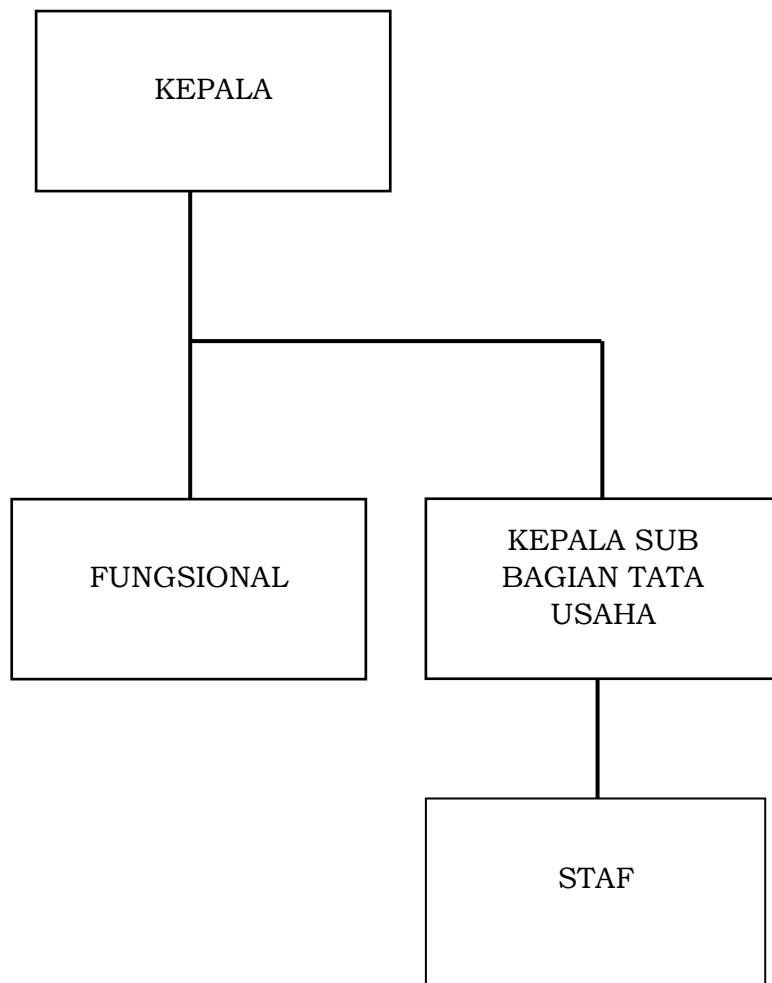 KEPALA
FUNGSIONAL
KEPALA SUB
BAGIAN TATA
USAHA
STAF